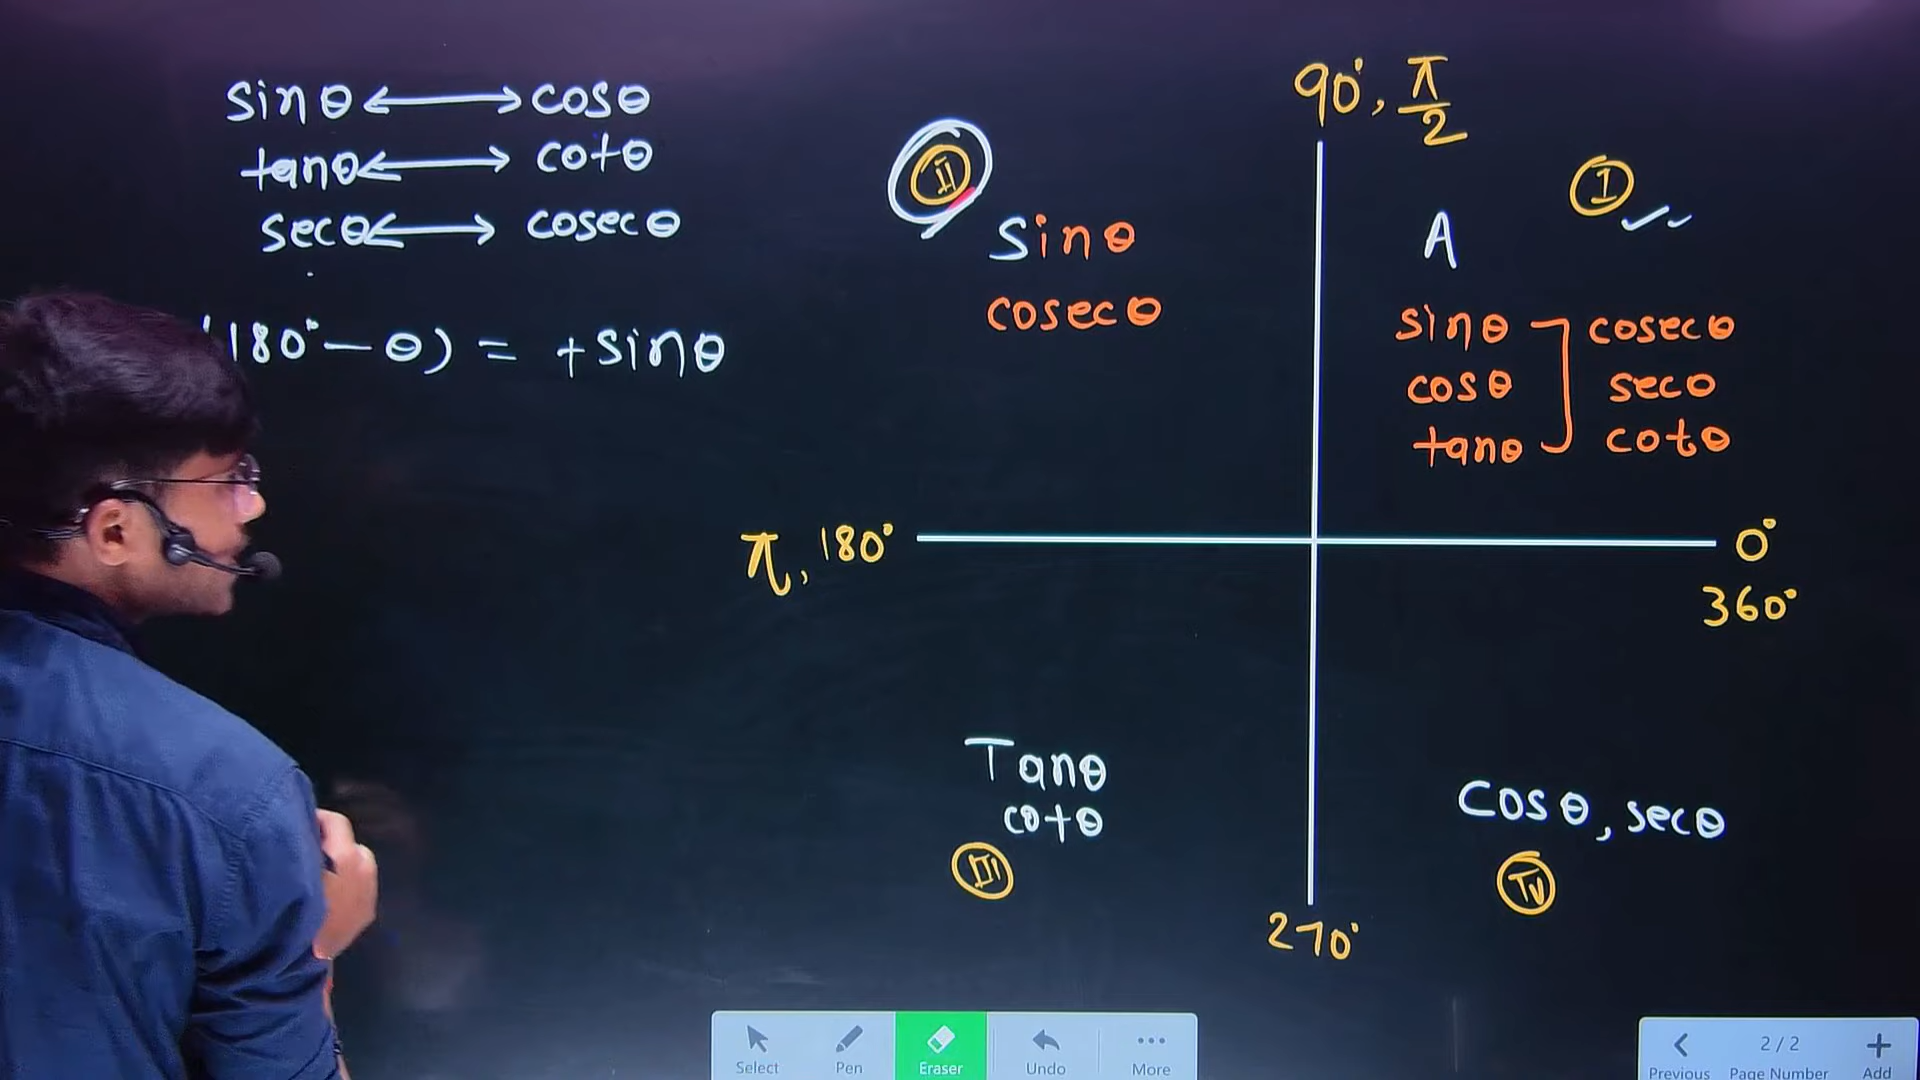 sinθ ⟷ cosθ
tanθ ⟷ cotθ
secθ ⟷ cosecθ
180° − θ) = + sinθ
90°, π/2
II
sinθ
cosecθ
I
A
sinθ cosecθ
cosθ secθ
tanθ cotθ
π, 180°
0°
360°
Tanθ
cotθ
III
cosθ, secθ
IV
270°
Select Pen Eraser Undo More
2 / 2
Previous Page Number Add